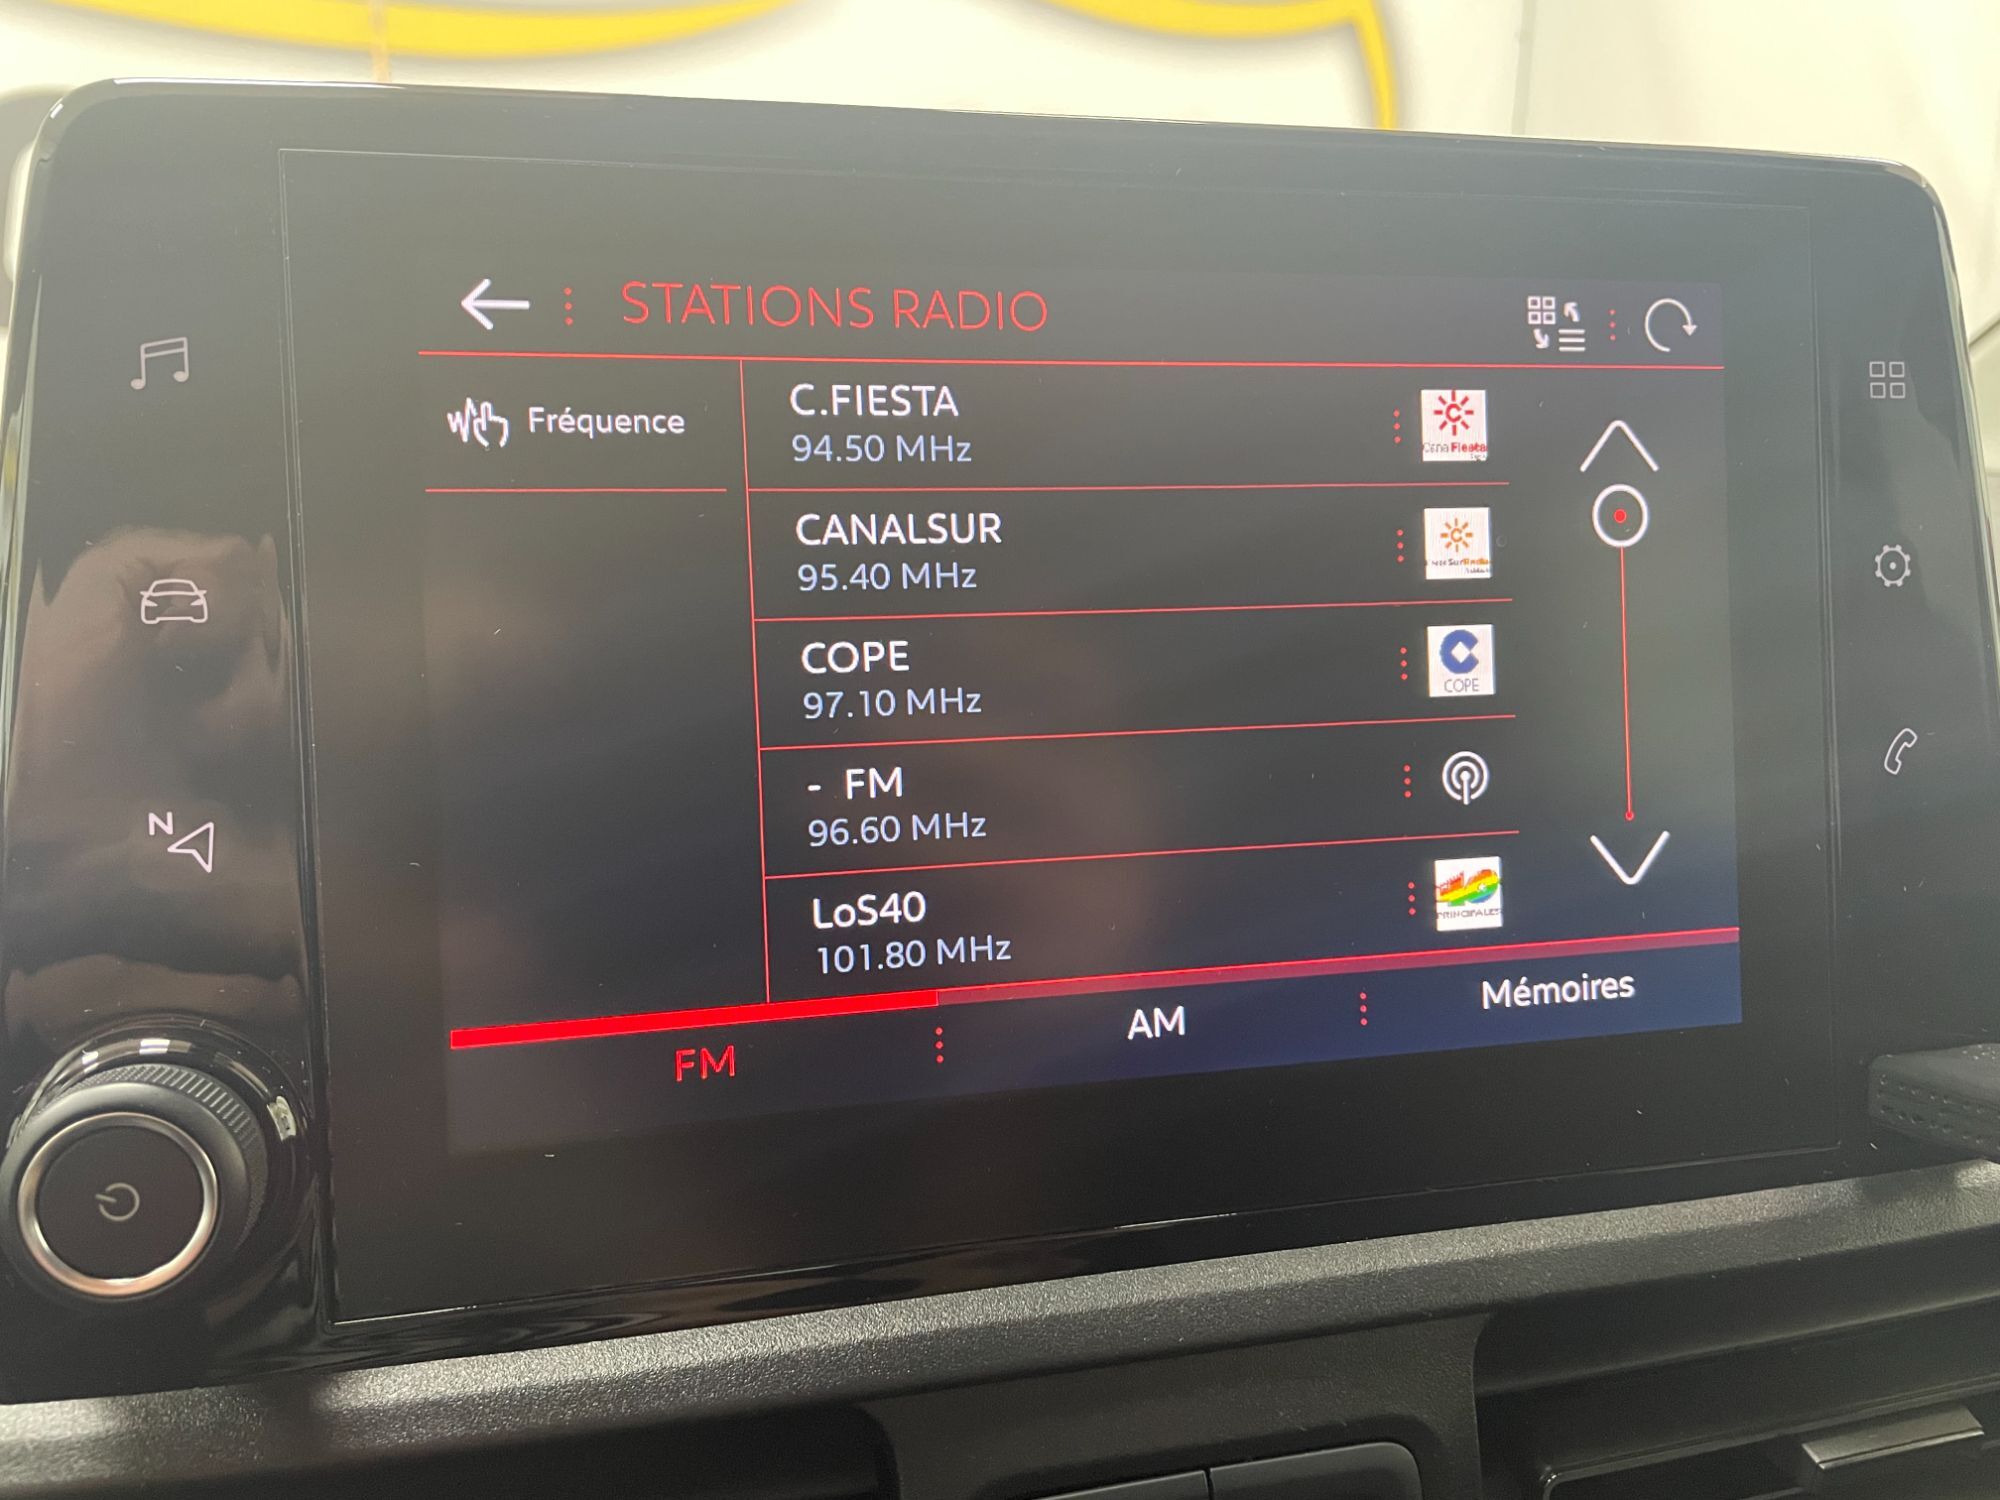 STATIONS RADIO
Fréquence
C.FIESTA
94.50 MHz
CANALSUR
95.40 MHz
COPE
97.10 MHz
COPE
- FM
96.60 MHz
LoS40
101.80 MHz
PRINCIPALES
FM
AM
Mémoires
N